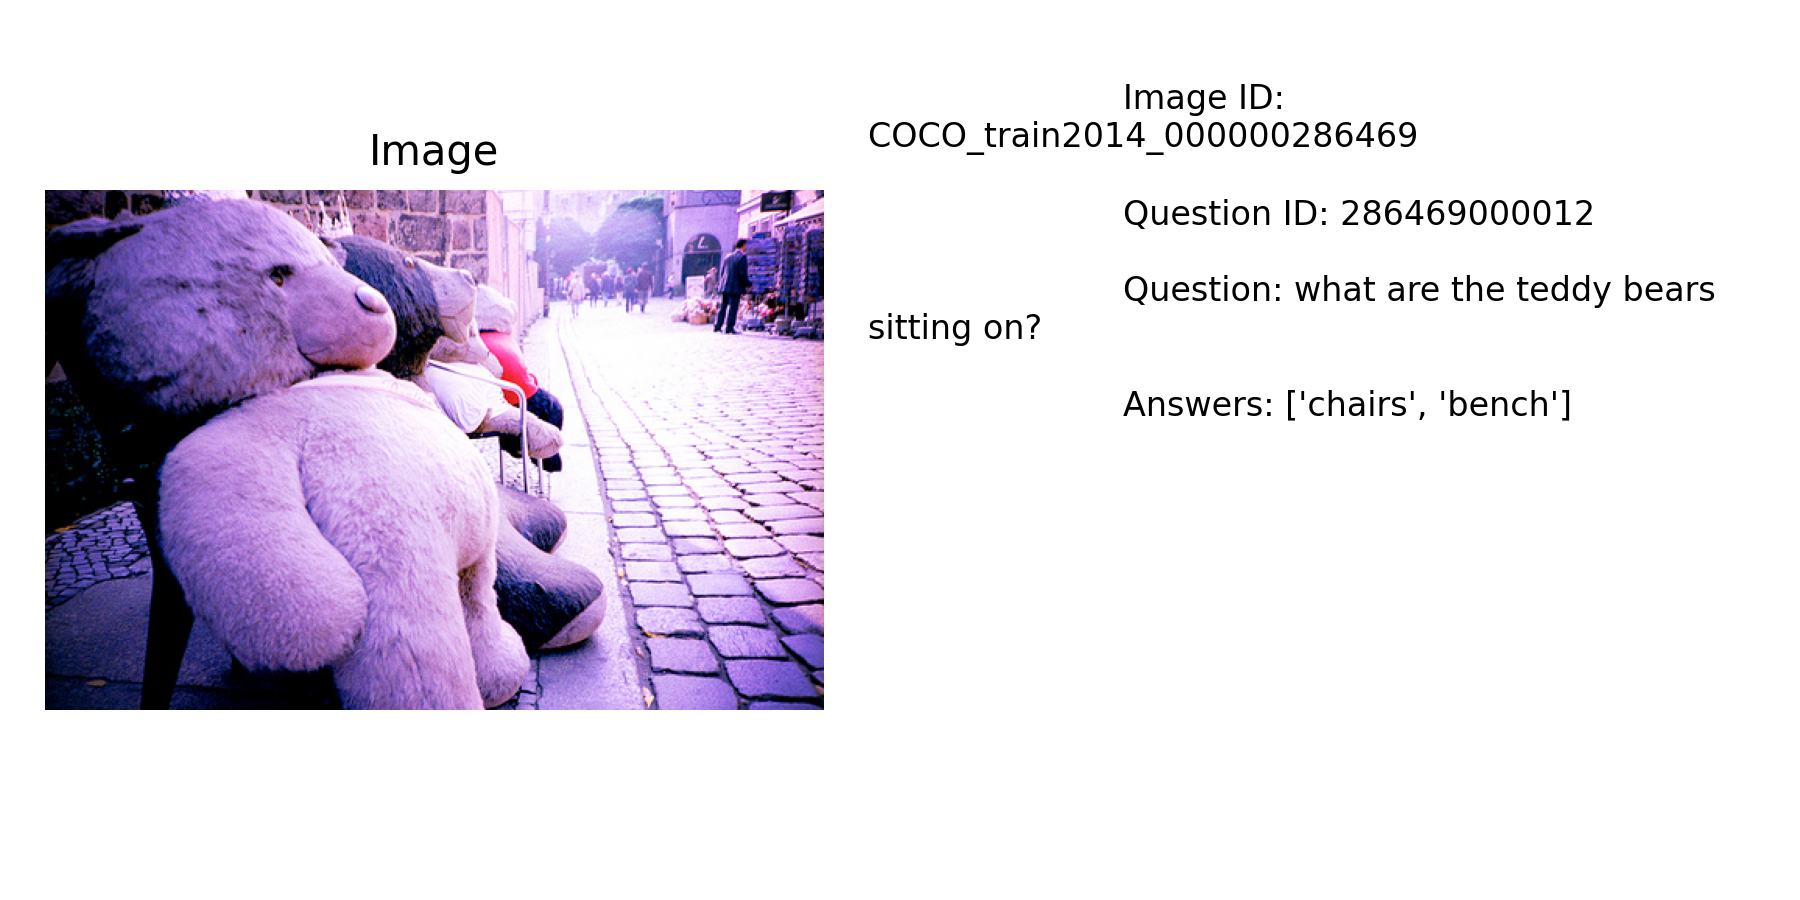 Image
Image ID:
COCO_train2014_000000286469
Question ID: 286469000012
Question: what are the teddy bears
sitting on?
Answers: ['chairs', 'bench']